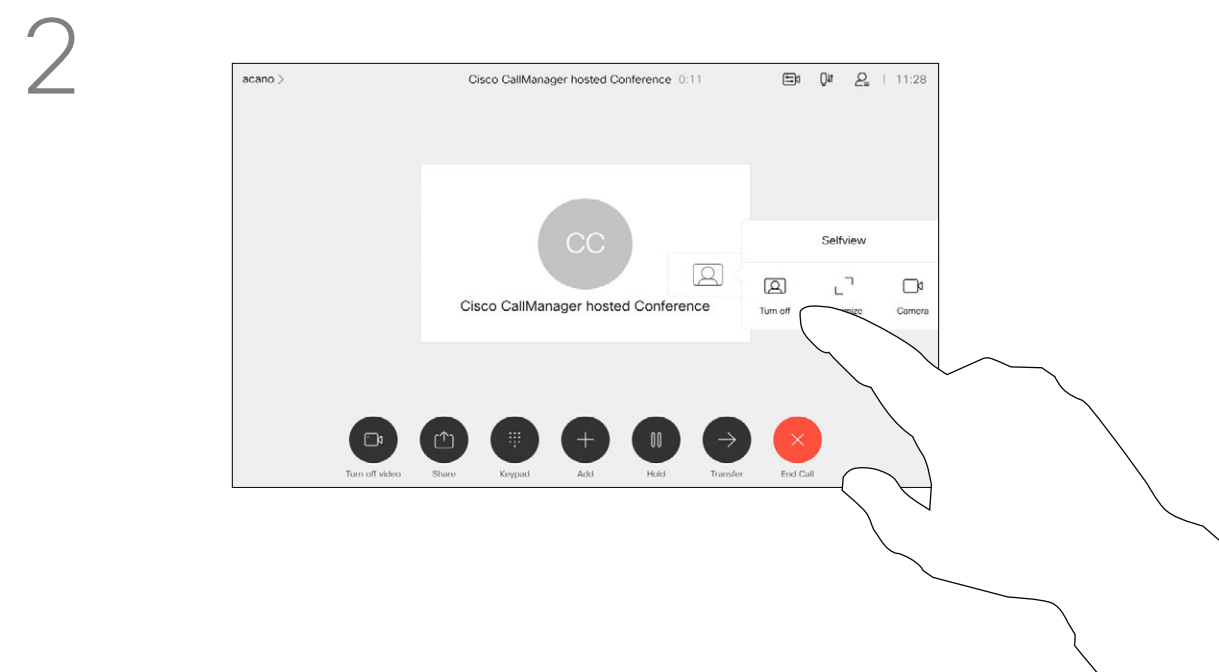 2
acano >
Cisco CallManager hosted Conference 0:11
11:28
CC
Cisco CallManager hosted Conference
Selfview
Turn off
Camera
Turn off video
Share
Keypad
Add
Hold
Transfer
End Call